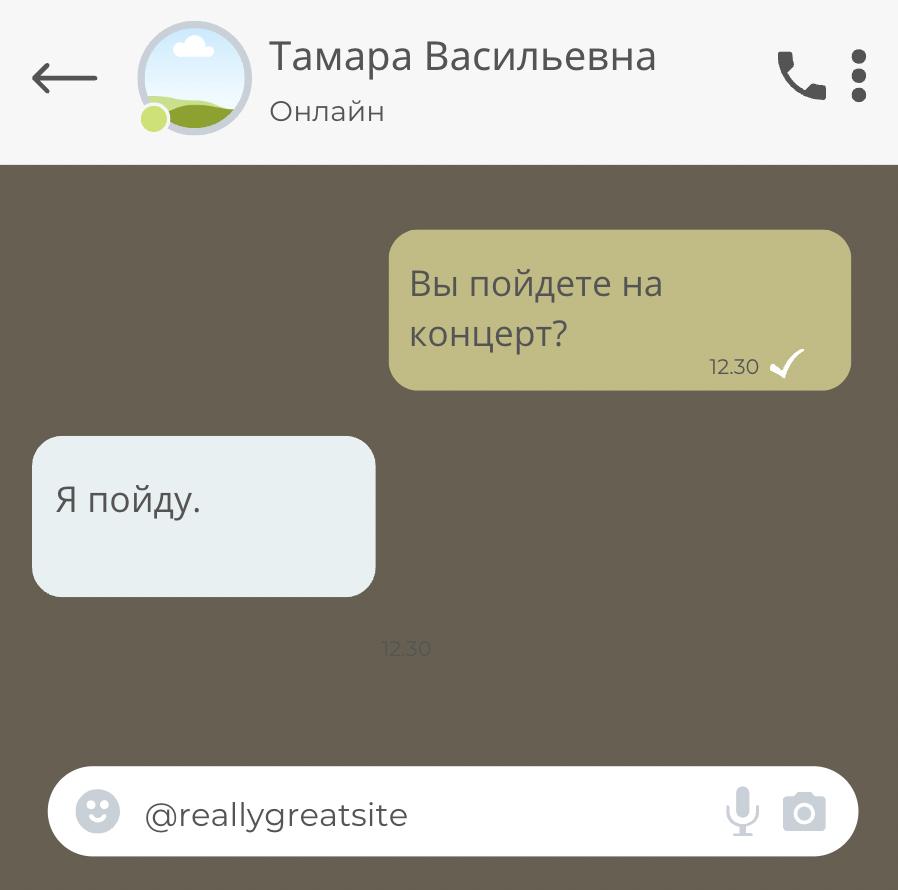 Тамара Васильевна
Онлайн
Вы пойдете на
концерт?
12.30
Я пойду.
12.30
@reallygreatsite